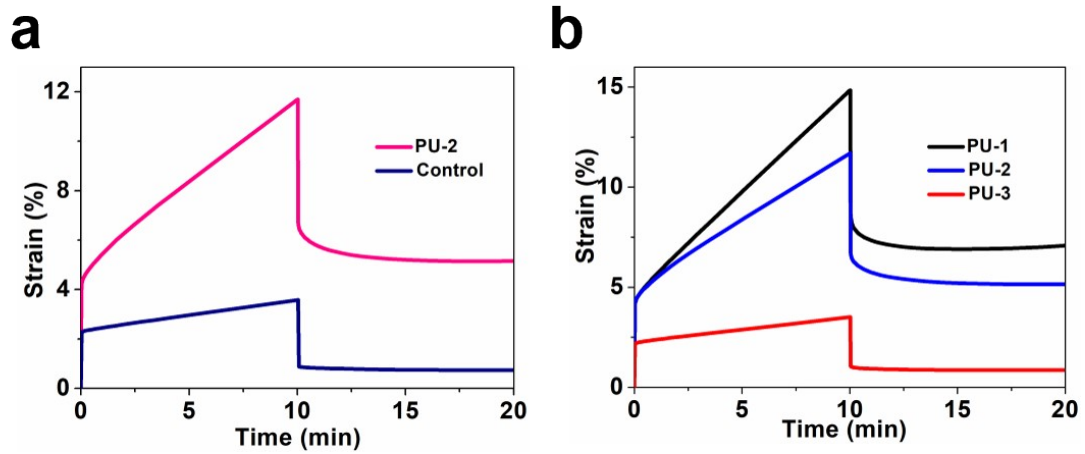 a
12
8
4
0
Strain (%)
PU-2
Control
0 5 10 15 20
Time (min)
b
15
10
5
0
Strain (%)
PU-1
PU-2
PU-3
0 5 10 15 20
Time (min)